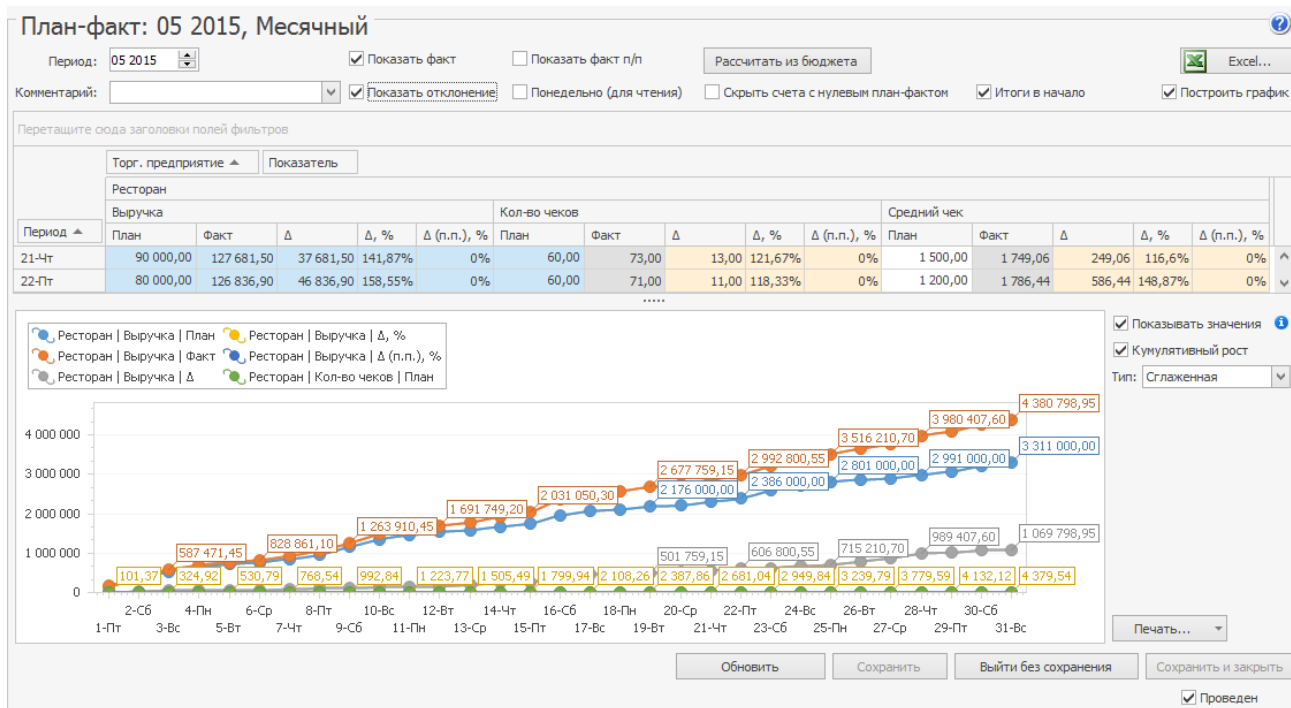 План-факт: 05 2015, Месячный
Период: 05 2015 Показать факт Показать факт п/п Рассчитать из бюджета Excel...
Комментарий: Показать отклонение Понедельно (для чтения) Скрыть счета с нулевым план-фактом Итоги в начало Построить график
Перетащите сюда заголовки полей фильтров
Торг. предприятие Показатель
Ресторан
Выручка Кол-во чеков Средний чек
Период План Факт Δ Δ, % Δ (п.п.), % План Факт Δ Δ, % Δ (п.п.), % План Факт Δ Δ, % Δ (п.п.), %
21-Чт 90 000,00 127 681,50 37 681,50 141,87% 0% 60,00 73,00 13,00 121,67% 0% 1 500,00 1 749,06 249,06 116,6% 0%
22-Пт 80 000,00 126 836,90 46 836,90 158,55% 0% 60,00 71,00 11,00 118,33% 0% 1 200,00 1 786,44 586,44 148,87% 0%
Ресторан | Выручка | План Ресторан | Выручка | Δ, %
Ресторан | Выручка | Факт Ресторан | Выручка | Δ (п.п.), %
Ресторан | Выручка | Δ Ресторан | Кол-во чеков | План
Показывать значения
Кумулятивный рост
Тип: Сглаженная
4 000 000
3 000 000
2 000 000
1 000 000
0
587 471,45 828 861,10 1 263 910,45 1 691 749,20 2 031 050,30 2 677 759,15 2 992 800,55 3 516 210,70 3 980 407,60 4 380 798,95
2 176 000,00 2 386 000,00 2 801 000,00 2 991 000,00 3 311 000,00
501 759,15 606 800,55 715 210,70 989 407,60 1 069 798,95
101,37 324,92 530,79 768,54 992,84 1 223,77 1 505,49 1 799,94 2 108,26 2 387,86 2 681,04 2 949,84 3 239,79 3 779,59 4 132,12 4 379,54
2-Сб 4-Пн 6-Ср 8-Пт 10-Вс 12-Вт 14-Чт 16-Сб 18-Пн 20-Ср 22-Пт 24-Вс 26-Вт 28-Чт 30-Сб
1-Пт 3-Вс 5-Вт 7-Чт 9-Сб 11-Пн 13-Ср 15-Пт 17-Вс 19-Вт 21-Чт 23-Сб 25-Пн 27-Ср 29-Пт 31-Вс
Печать...
Обновить Сохранить Выйти без сохранения Сохранить и закрыть
Проведен